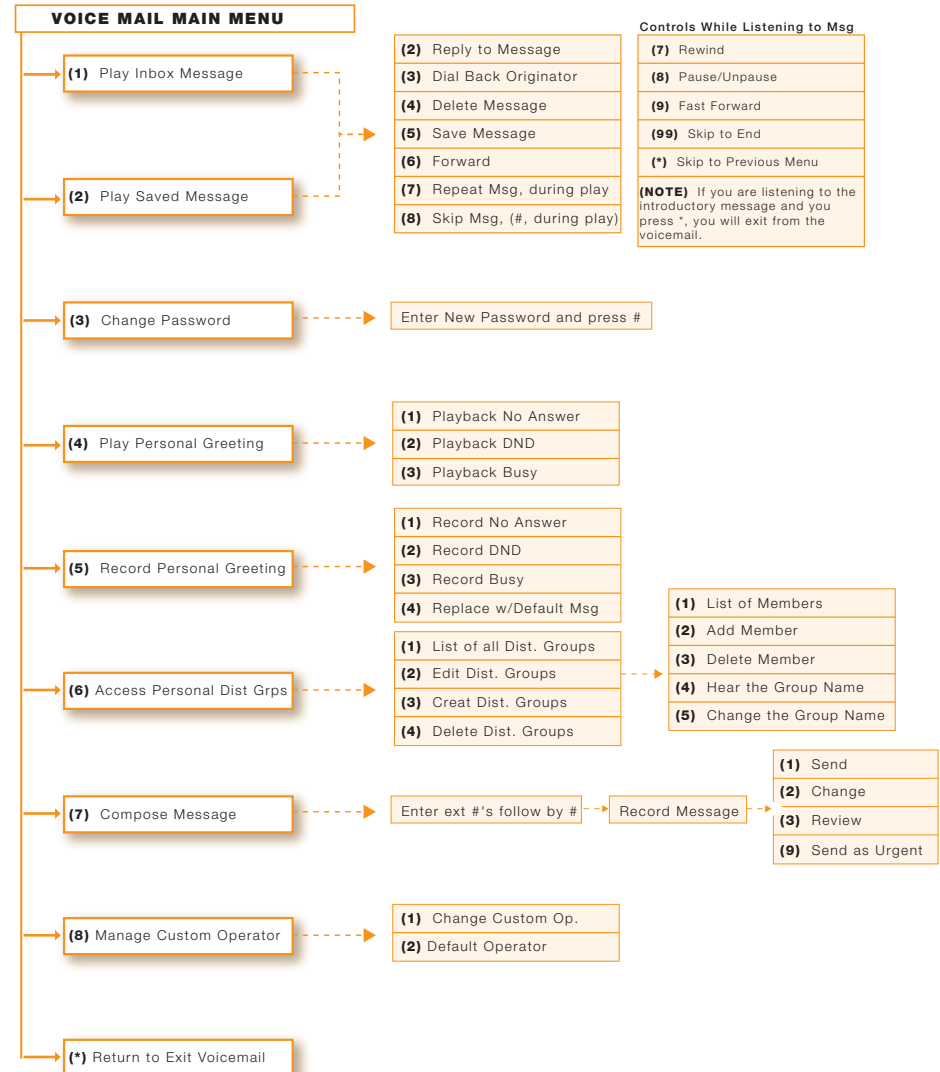 VOICE MAIL MAIN MENU
(1) Play Inbox Message
(2) Play Saved Message
(2) Reply to Message
(3) Dial Back Originator
(4) Delete Message
(5) Save Message
(6) Forward
(7) Repeat Msg, during play
(8) Skip Msg, (#, during play)
Controls While Listening to Msg
(7) Rewind
(8) Pause/Unpause
(9) Fast Forward
(99) Skip to End
(*) Skip to Previous Menu
(NOTE) If you are listening to the
introductory message and you
press *, you will exit from the
voicemail.
(3) Change Password
Enter New Password and press #
(4) Play Personal Greeting
(1) Playback No Answer
(2) Playback DND
(3) Playback Busy
(5) Record Personal Greeting
(1) Record No Answer
(2) Record DND
(3) Record Busy
(4) Replace w/Default Msg
(6) Access Personal Dist Grps
(1) List of all Dist. Groups
(2) Edit Dist. Groups
(3) Creat Dist. Groups
(4) Delete Dist. Groups
(1) List of Members
(2) Add Member
(3) Delete Member
(4) Hear the Group Name
(5) Change the Group Name
(7) Compose Message
Enter ext #'s follow by #
Record Message
(1) Send
(2) Change
(3) Review
(9) Send as Urgent
(8) Manage Custom Operator
(1) Change Custom Op.
(2) Default Operator
(*) Return to Exit Voicemail